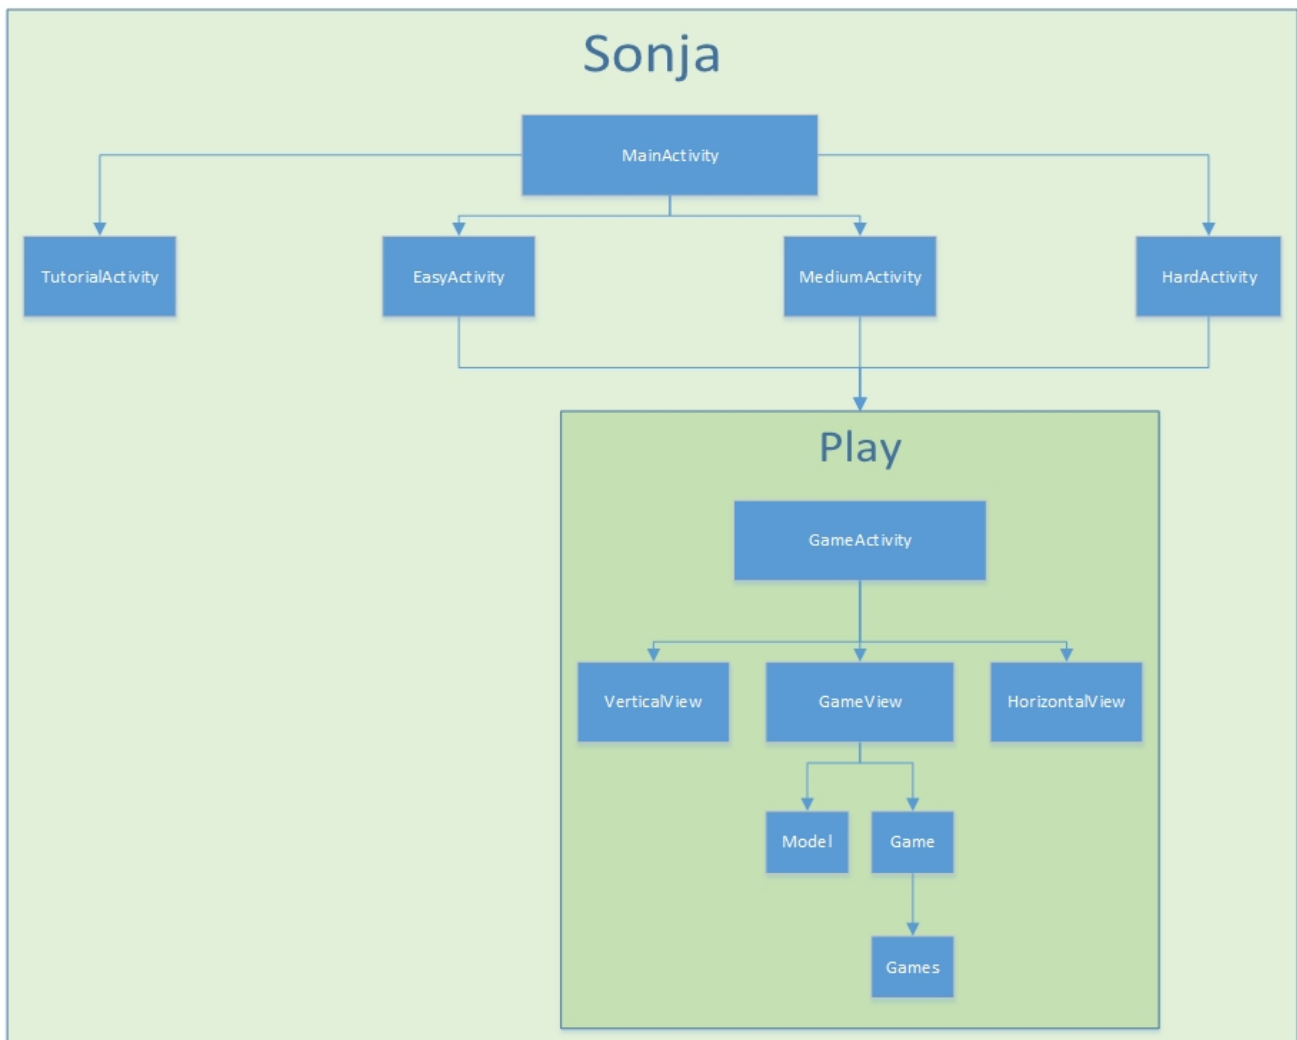 Sonja
MainActivity
TutorialActivity
EasyActivity
MediumActivity
HardActivity
Play
GameActivity
VerticalView
GameView
HorizontalView
Model
Game
Games